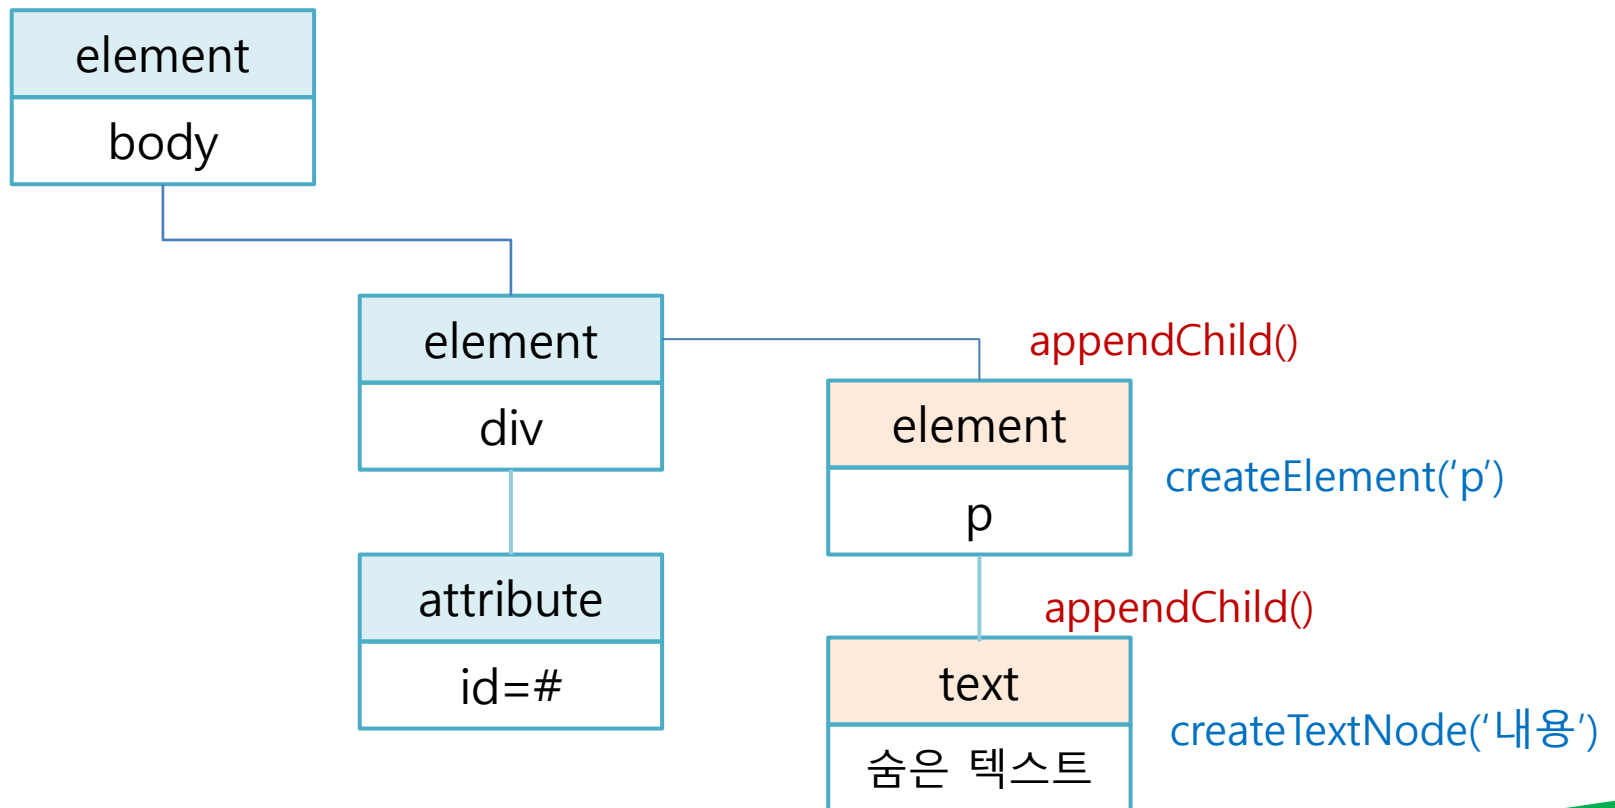 element
body
element
div
attribute
id=#
appendChild()
element
p
createElement(‘p’)
appendChild()
text
숨은 텍스트
createTextNode(‘내용’)